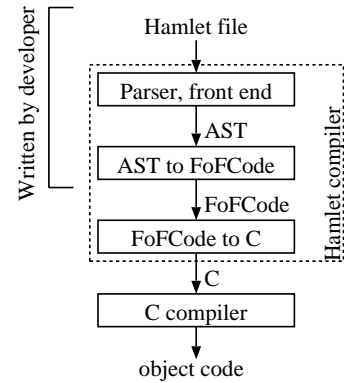 Hamlet file
Written by developer
Parser, front end
AST
AST to FoFCode
FoFCode
FoFCode to C
Hamlet compiler
C
C compiler
object code